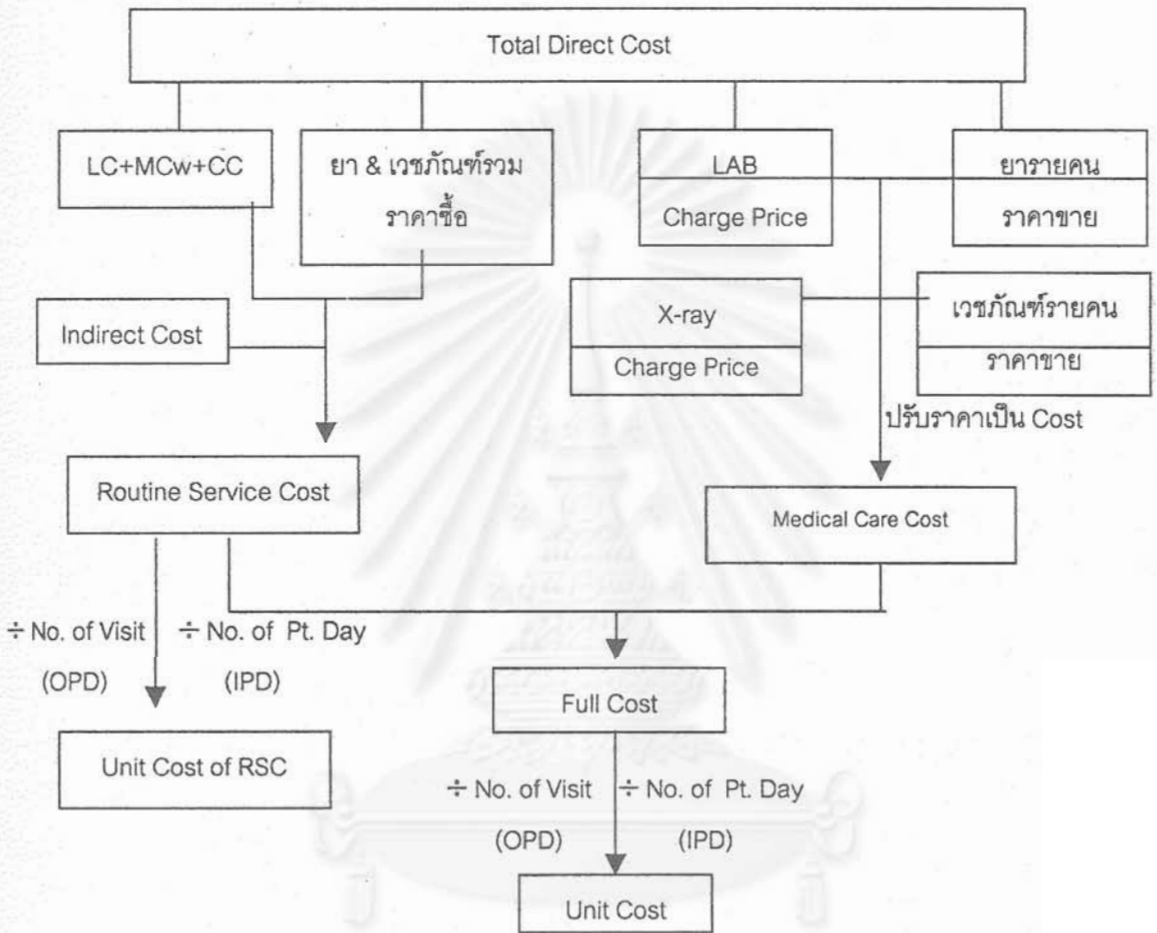 Total Direct Cost
LC+MCw+CC
ยา & เวชภัณฑ์รวม
ราคาซื้อ
LAB
Charge Price
ยารายคน
ราคาขาย
Indirect Cost
X-ray
Charge Price
เวชภัณฑ์รายคน
ราคาขาย
ปรับราคาเป็น Cost
Routine Service Cost
Medical Care Cost
÷ No. of Visit
(OPD)
÷ No. of Pt. Day
(IPD)
Full Cost
Unit Cost of RSC
÷ No. of Visit
(OPD)
÷ No. of Pt. Day
(IPD)
Unit Cost